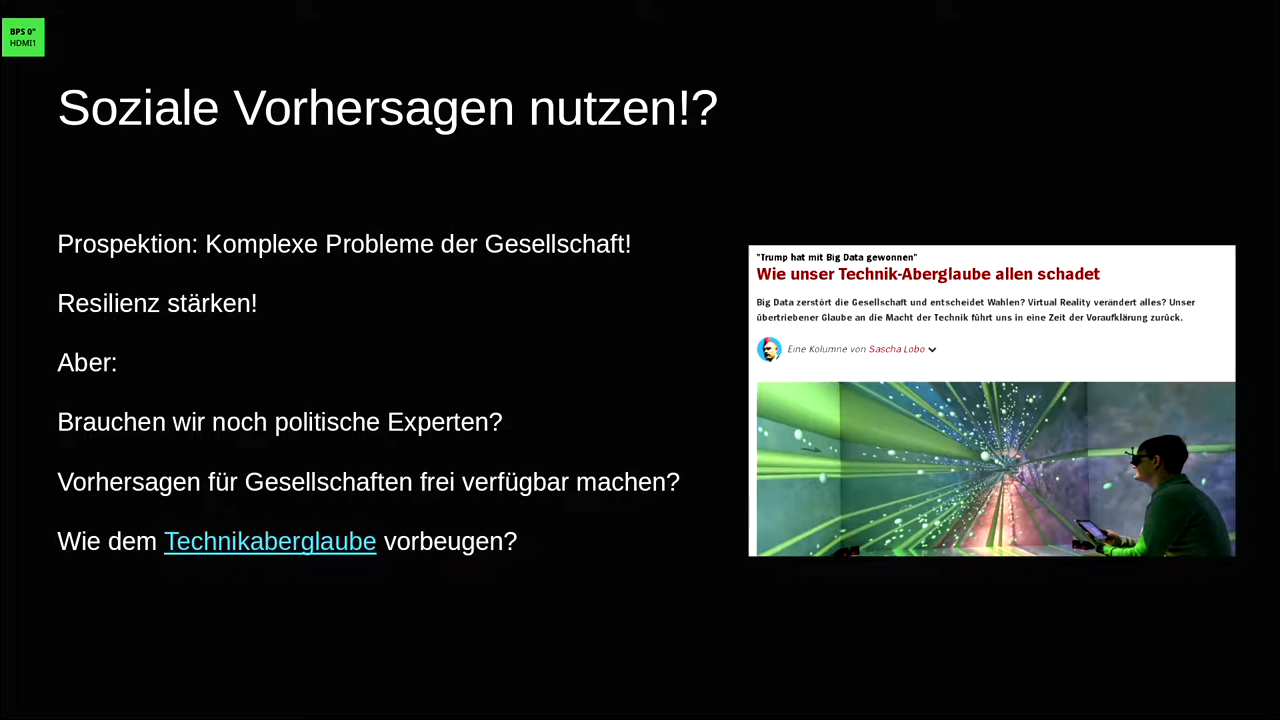 BPS 0"
HDMI1
Soziale Vorhersagen nutzen!?
Prospektion: Komplexe Probleme der Gesellschaft!
Resilienz stärken!
Aber:
Brauchen wir noch politische Experten?
Vorhersagen für Gesellschaften frei verfügbar machen?
Wie dem Technikaberglaube vorbeugen?
"Trump hat mit Big Data gewonnen"
Wie unser Technik-Aberglaube allen schadet
Big Data zerstört die Gesellschaft und entscheidet Wahlen? Virtual Reality verändert alles? Unser
übertriebener Glaube an die Macht der Technik führt uns in eine Zeit der Voraufklärung zurück.
Eine Kolumne von Sascha Lobo